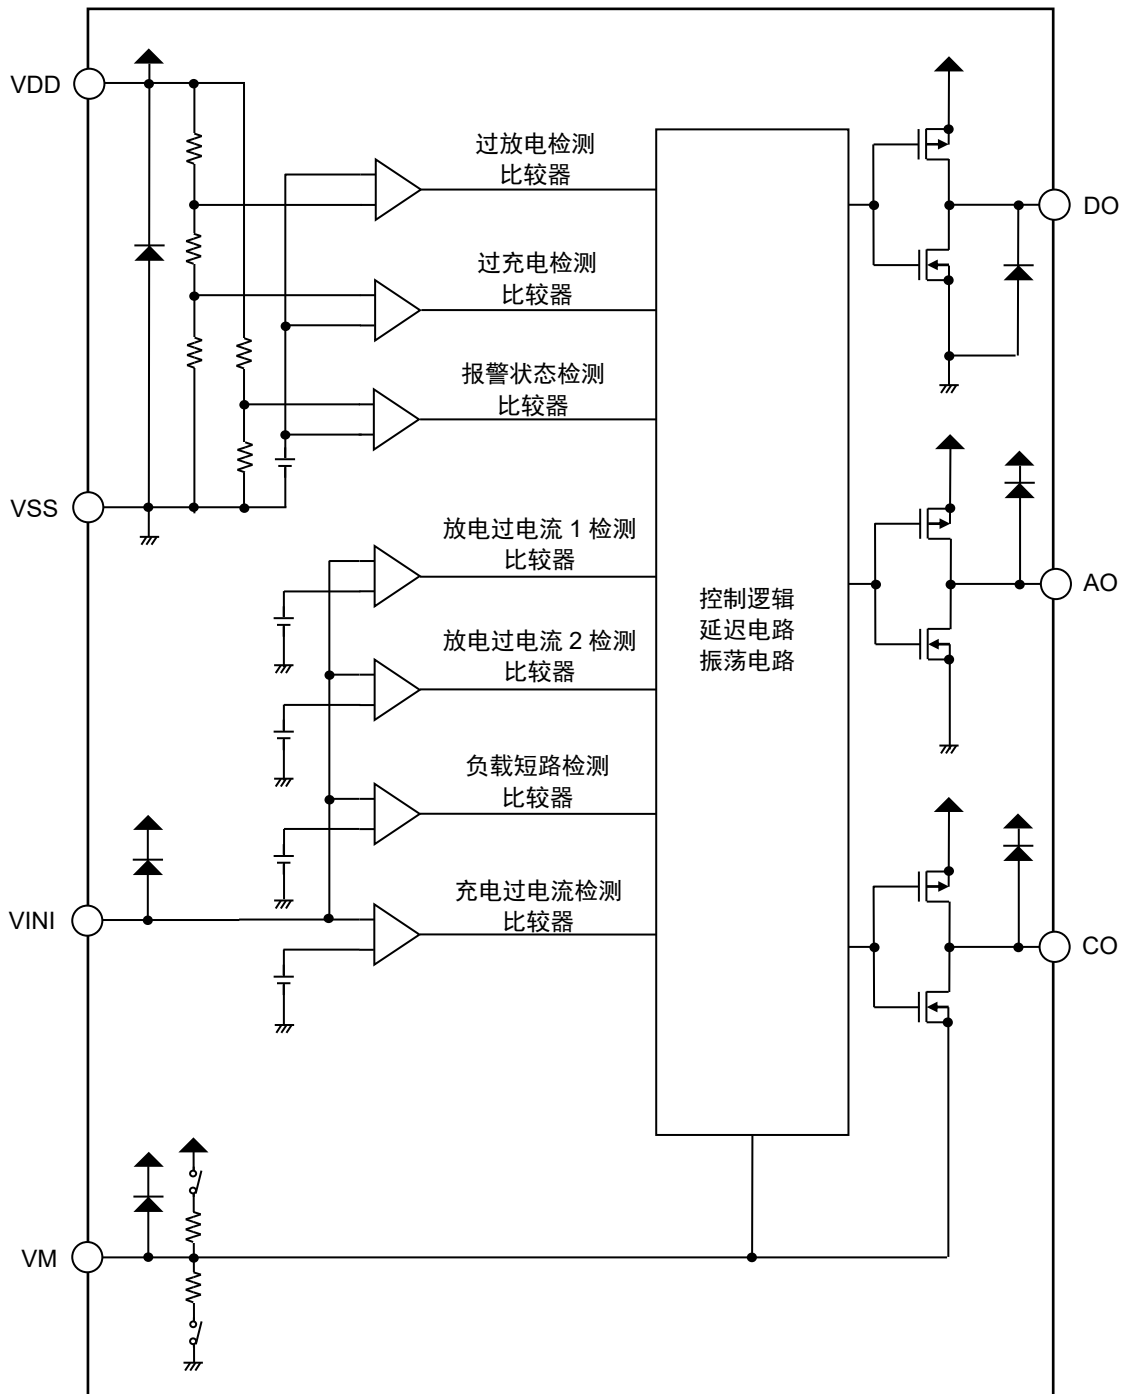 VDD
过放电检测
比较器
DO
过充电检测
比较器
报警状态检测
比较器
VSS
放电过电流 1 检测
比较器
AO
控制逻辑
延迟电路
振荡电路
放电过电流 2 检测
比较器
负载短路检测
比较器
充电过电流检测
比较器
VINI
CO
VM